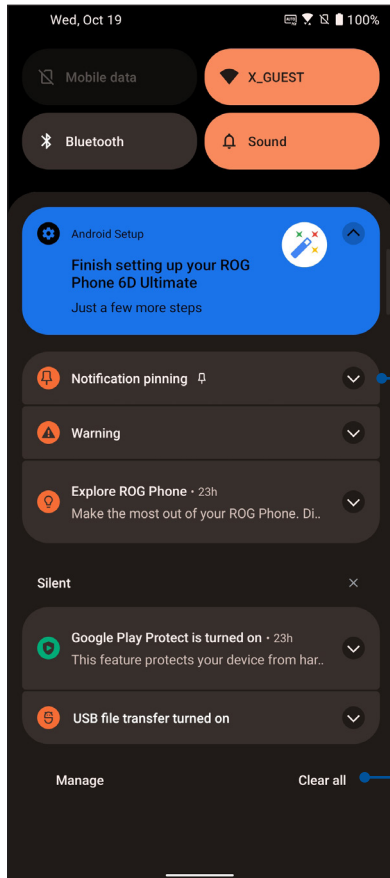 Wed, Oct 19
100%
Mobile data
X_GUEST
Bluetooth
Sound
Android Setup
Finish setting up your ROG
Phone 6D Ultimate
Just a few more steps
Notification pinning
Warning
Explore ROG Phone • 23h
Make the most out of your ROG Phone. Di..
Silent
Google Play Protect is turned on • 23h
This feature protects your device from har..
USB file transfer turned on
Manage
Clear all